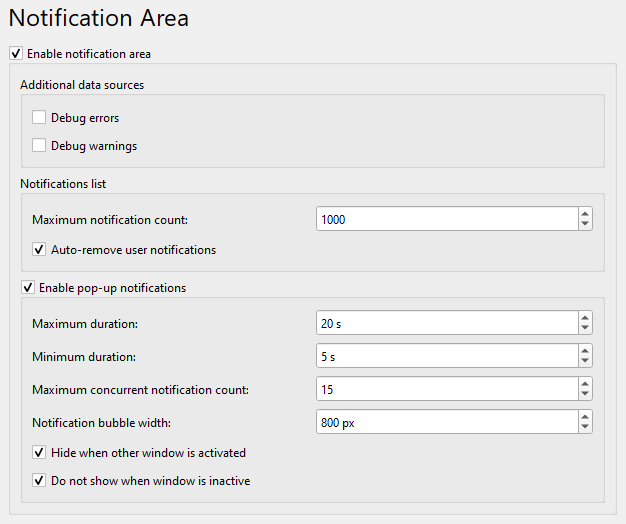 Notification Area
Enable notification area
Additional data sources
Debug errors
Debug warnings
Notifications list
Maximum notification count: 1000
Auto-remove user notifications
Enable pop-up notifications
Maximum duration: 20 s
Minimum duration: 5 s
Maximum concurrent notification count: 15
Notification bubble width: 800 px
Hide when other window is activated
Do not show when window is inactive